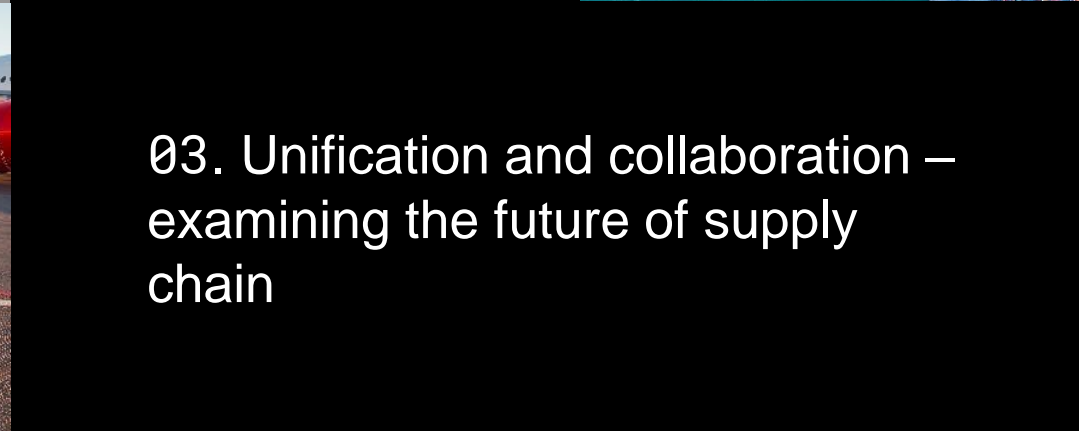 03. Unification and collaboration –
examining the future of supply
chain